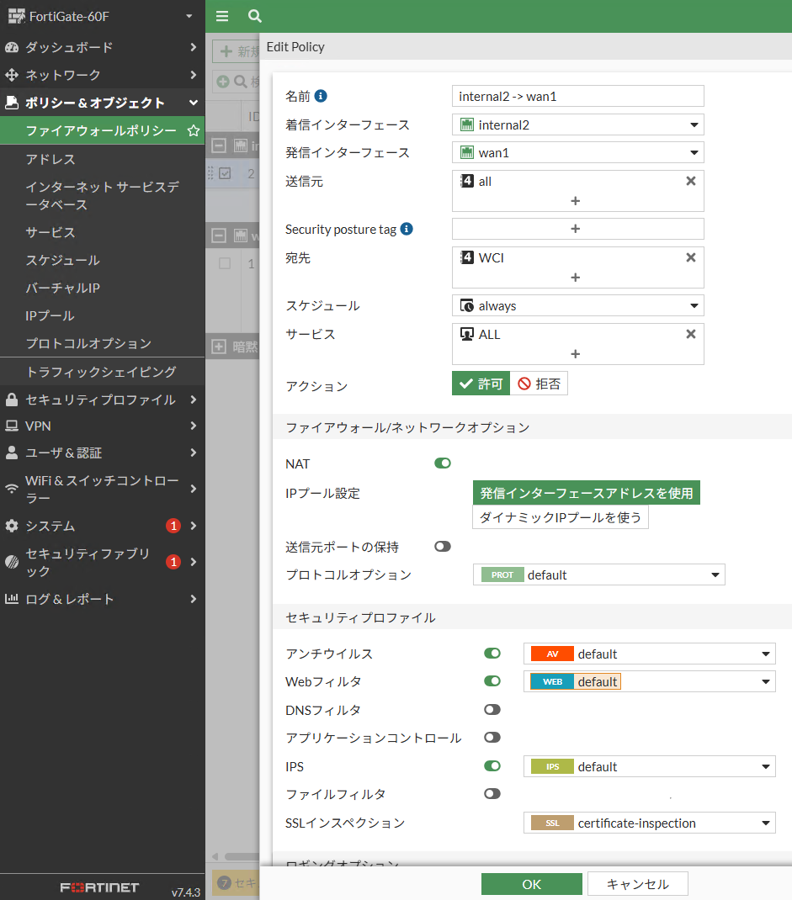 FortiGate-60F
ダッシュボード
ネットワーク
ポリシー & オブジェクト
ファイアウォールポリシー
アドレス
インターネット サービスデ
ータベース
サービス
スケジュール
バーチャルIP
IPプール
プロトコルオプション
トラフィックシェイピング
セキュリティプロファイル
VPN
ユーザ & 認証
WiFi & スイッチコントロー
ラー
システム 1
セキュリティファブリ
ック 1
ログ & レポート
FORTINET v7.4.3
新規
検
ID
2
1
暗黙
セキ
Edit Policy
名前 internal2 -> wan1
着信インターフェース internal2
発信インターフェース wan1
送信元 4 all
+
Security posture tag +
宛先 4 WCI
+
スケジュール always
サービス ALL
+
アクション 許可 拒否
ファイアウォール/ネットワークオプション
NAT
IPプール設定 発信インターフェースアドレスを使用
ダイナミックIPプールを使う
送信元ポートの保持
プロトコルオプション PROT default
セキュリティプロファイル
アンチウイルス AV default
Webフィルタ WEB default
DNSフィルタ
アプリケーションコントロール
IPS IPS default
ファイルフィルタ
SSLインスペクション SSL certificate-inspection
ロギングオプション
OK キャンセル